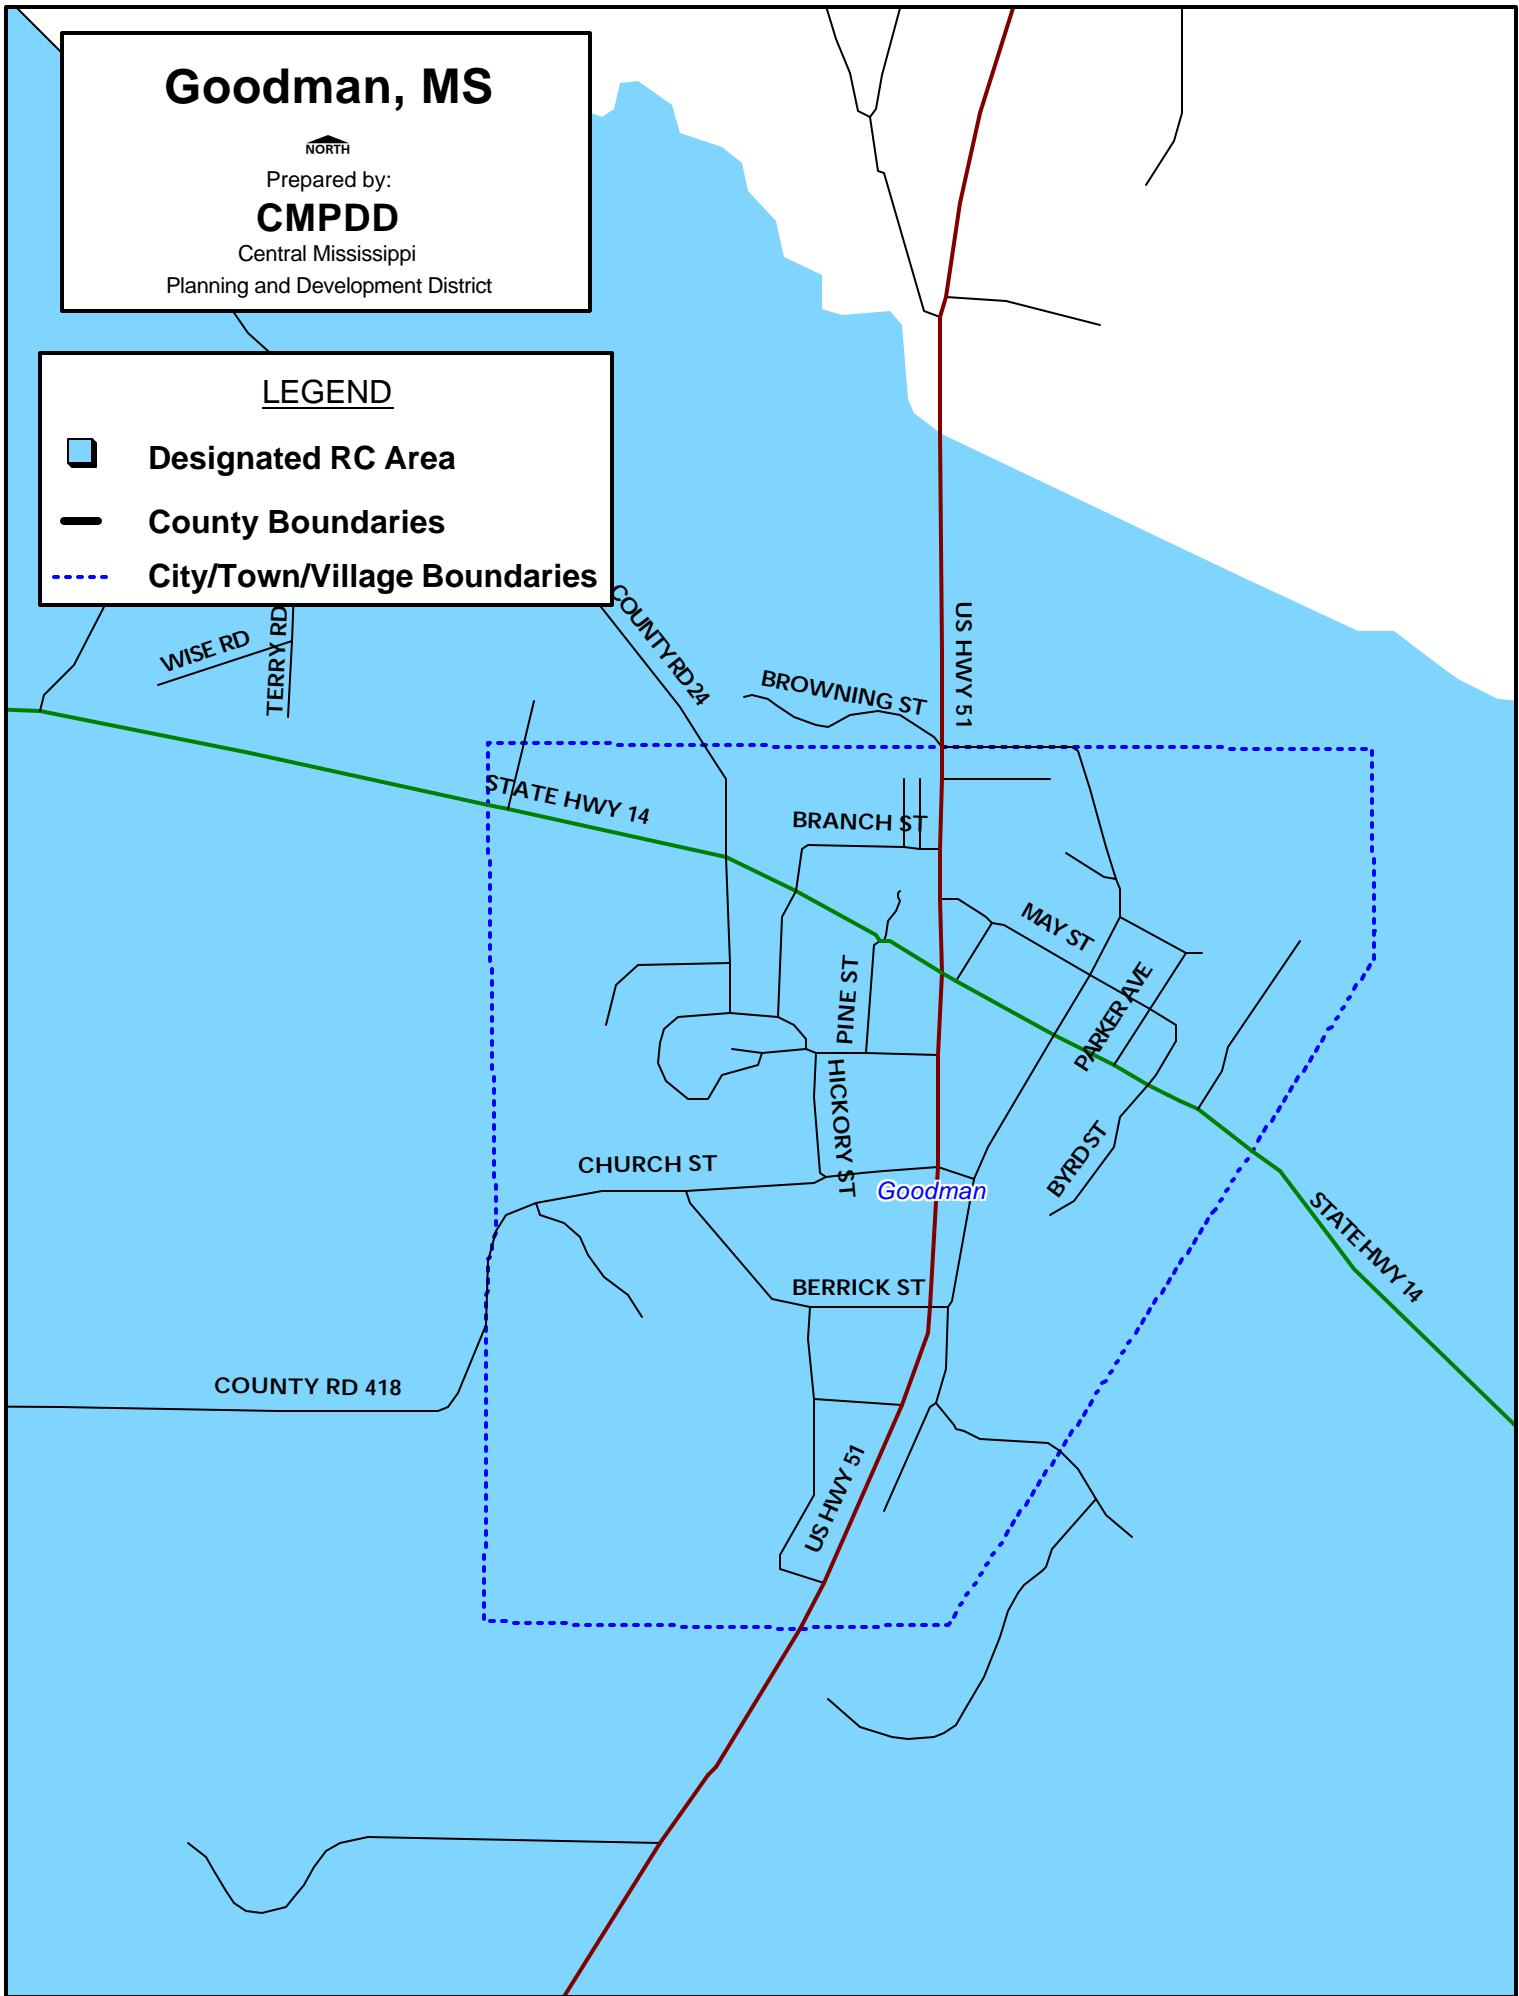 Goodman, MS
NORTH
Prepared by:
CMPDD
Central Mississippi
Planning and Development District
LEGEND
Designated RC Area
County Boundaries
City/Town/Village Boundaries
COUNTY RD 24
WISE RD
TERRY RD
US HWY 51
BROWNING ST
STATE HWY 14
BRANCH ST
MAY ST
PINE ST
PARKER AVE
HICKORY ST
BYRD ST
CHURCH ST
Goodman
STATE HWY 14
BERRICK ST
COUNTY RD 418
US HWY 51